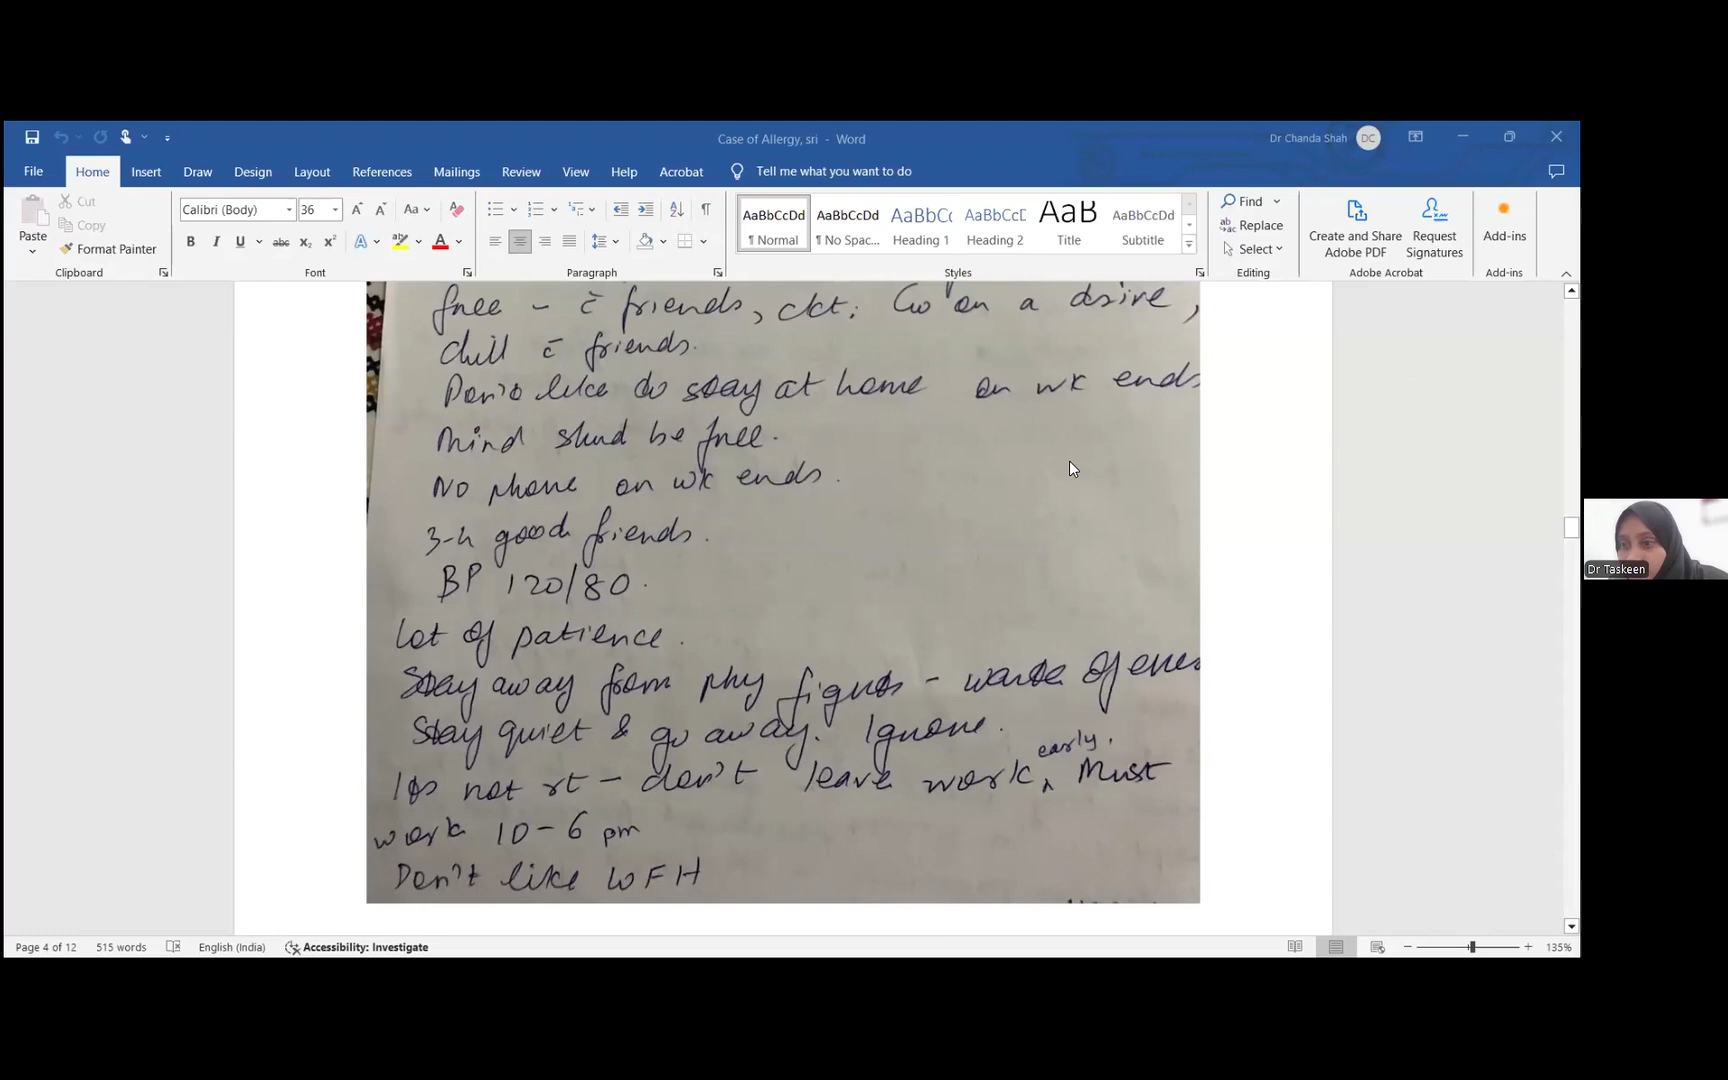 Case of Allergy, sri - Word
Dr Chanda Shah DC
File Home Insert Draw Design Layout References Mailings Review View Help Acrobat Tell me what you want to do
Paste
Cut
Copy
Format Painter
Clipboard
Calibri (Body) 36
Font
Paragraph
AaBbCcDd AaBbCcDd AaBbCc AaBbCcD AaB AaBbCcDd
¶ Normal ¶ No Spac... Heading 1 Heading 2 Title Subtitle
Styles
Find
Replace
Select
Editing
Create and Share Adobe PDF
Request Signatures
Adobe Acrobat
Add-ins
Add-ins
free - c̄ friends, ckt. Go on a drive,
chill c̄ friends.
Don't like to stay at home on wk ends
Mind shud be free.
No phone on wk ends.
3-4 good friends.
BP 120/80.
Lot of patience.
Stay away from phy fights - waste of ener
Stay quiet & go away. Ignore.
Its not rt - don't leave work early. Must
work 10-6 pm
Don't like WFH
Dr Taskeen
Page 4 of 12 515 words English (India) Accessibility: Investigate 135%